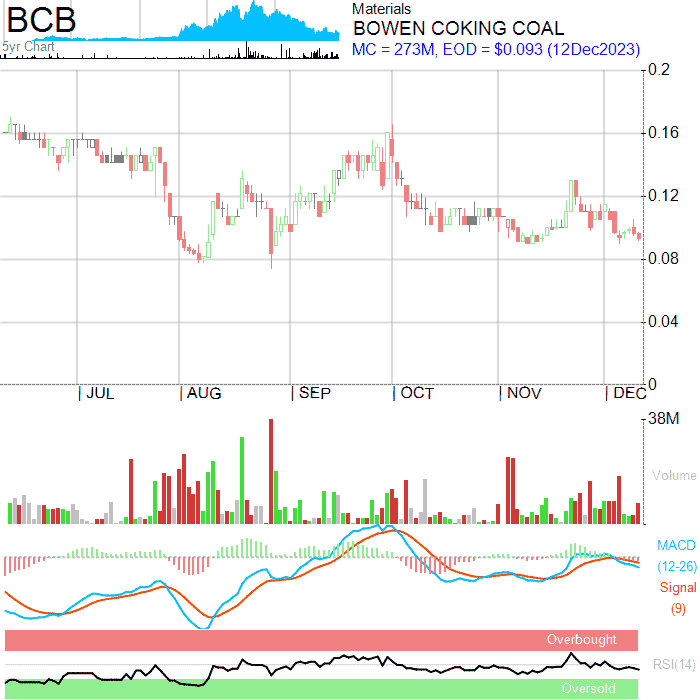 BCB
5yr Chart
Materials
BOWEN COKING COAL
MC = 273M, EOD = $0.093 (12Dec2023)
0.2
0.16
0.12
0.08
0.04
0
JUL AUG SEP OCT NOV DEC
38M
Volume
MACD
(12-26)
Signal
(9)
Overbought
RSI(14)
Oversold